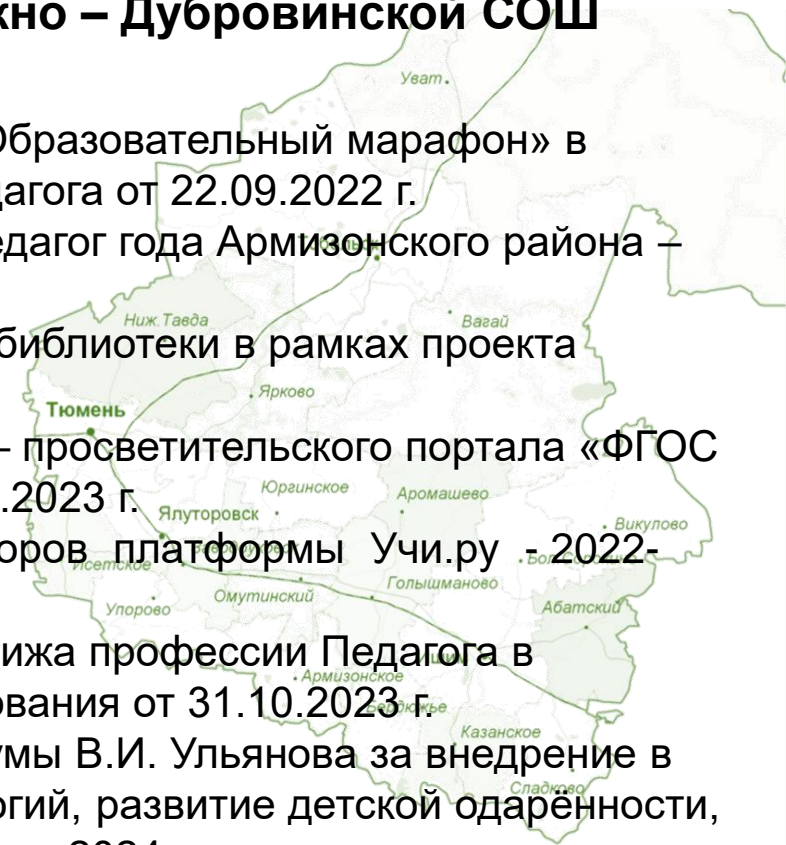 кно – Дубровинской СОШ
Уват
Образовательный марафон» в
дагога от 22.09.2022 г.
едагог года Армизонского района –
Ниж.Тавда
Вагай
библиотеки в рамках проекта
Ярково
Тюмень
– просветительского портала «ФГОС
Юргинское
Аромашево
.2023 г.
Ялуторовск
Викулово
оров платформы Учи.ру - 2022-
Исетское
Голышманово
Омутинский
Упорово
Абатский
ижа профессии Педагога в
Армизонское
ования от 31.10.2023 г.
Бердюжье
Казанское
умы В.И. Ульянова за внедрение в
Сладково
огий, развитие детской одарённости,